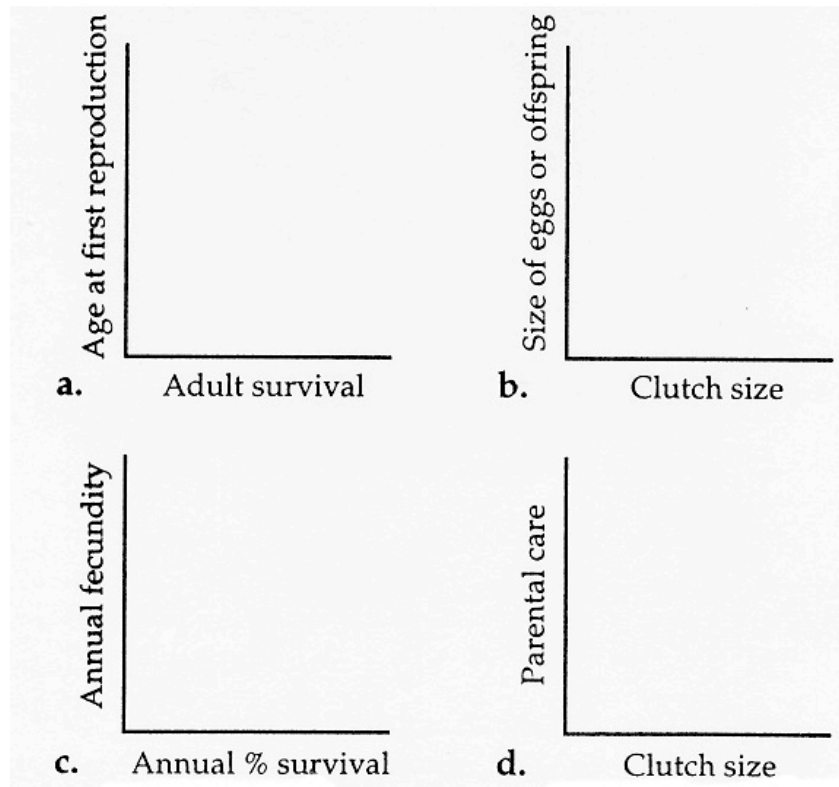 Age at first reproduction
a. Adult survival
Size of eggs or offspring
b. Clutch size
Annual fecundity
c. Annual % survival
Parental care
d. Clutch size